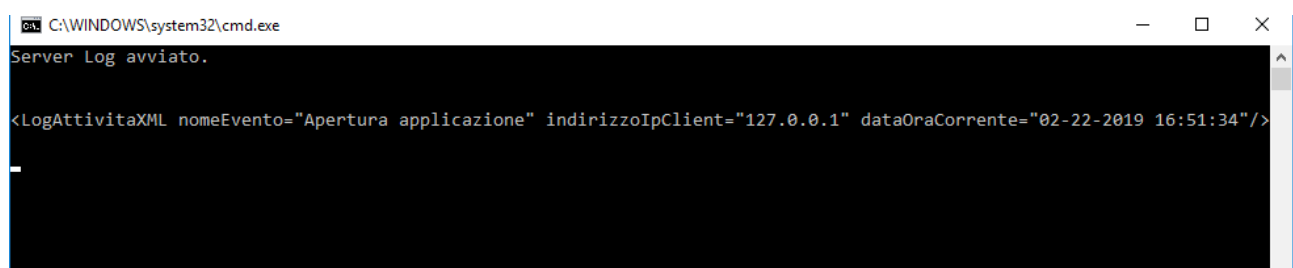 C:\WINDOWS\system32\cmd.exe
Server Log avviato.
<LogAttivitaXML nomeEvento="Apertura applicazione" indirizzoIpClient="127.0.0.1" dataOraCorrente="02-22-2019 16:51:34"/>